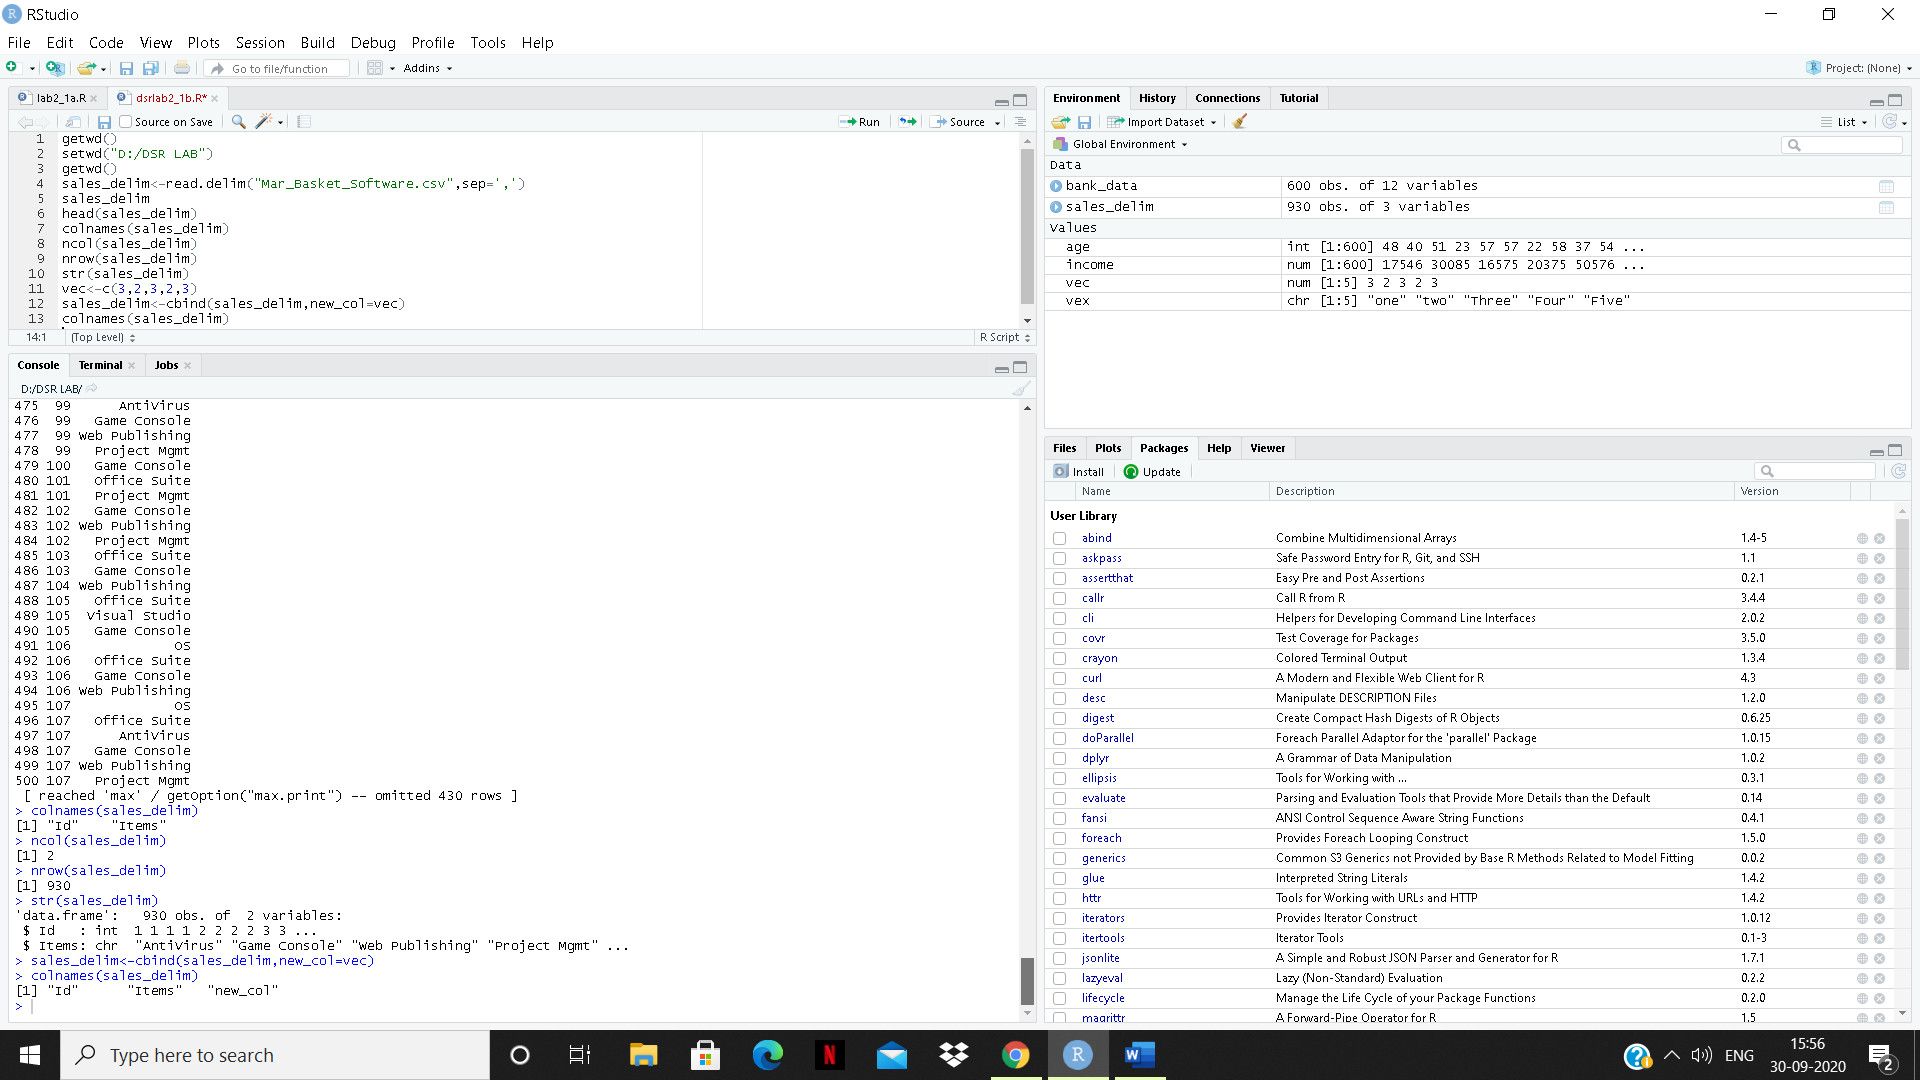 RStudio
File Edit Code View Plots Session Build Debug Profile Tools Help
Go to file/function Addins Project: (None)
lab2_1a.R dsrlab2_1b.R*
Source on Save Run Source
1 getwd()
2 setwd("D:/DSR LAB")
3 getwd()
4 sales_delim<-read.delim("Mar_Basket_Software.csv",sep=',')
5 sales_delim
6 head(sales_delim)
7 colnames(sales_delim)
8 ncol(sales_delim)
9 nrow(sales_delim)
10 str(sales_delim)
11 vec<-c(3,2,3,2,3)
12 sales_delim<-cbind(sales_delim,new_col=vec)
13 colnames(sales_delim)
14:1 (Top Level) R Script
Console Terminal Jobs
D:/DSR LAB/
475 99 AntiVirus
476 99 Game Console
477 99 Web Publishing
478 99 Project Mgmt
479 100 Game Console
480 101 Office Suite
481 101 Project Mgmt
482 102 Game Console
483 102 Web Publishing
484 102 Project Mgmt
485 103 Office Suite
486 103 Game Console
487 104 Web Publishing
488 105 Office Suite
489 105 Visual Studio
490 105 Game Console
491 106 OS
492 106 Office Suite
493 106 Game Console
494 106 Web Publishing
495 107 OS
496 107 Office Suite
497 107 AntiVirus
498 107 Game Console
499 107 Web Publishing
500 107 Project Mgmt
[ reached 'max' / getOption("max.print") -- omitted 430 rows ]
> colnames(sales_delim)
[1] "Id" "Items"
> ncol(sales_delim)
[1] 2
> nrow(sales_delim)
[1] 930
> str(sales_delim)
'data.frame': 930 obs. of 2 variables:
$ Id : int 1 1 1 1 2 2 2 2 3 3 ...
$ Items: chr "AntiVirus" "Game Console" "Web Publishing" "Project Mgmt" ...
> sales_delim<-cbind(sales_delim,new_col=vec)
> colnames(sales_delim)
[1] "Id" "Items" "new_col"
>
Environment History Connections Tutorial
Import Dataset List
Global Environment
Data
bank_data 600 obs. of 12 variables
sales_delim 930 obs. of 3 variables
Values
age int [1:600] 48 40 51 23 57 57 22 58 37 54 ...
income num [1:600] 17546 30085 16575 20375 50576 ...
vec num [1:5] 3 2 3 2 3
vex chr [1:5] "one" "two" "Three" "Four" "Five"
Files Plots Packages Help Viewer
Install Update
Name Description Version
User Library
abind Combine Multidimensional Arrays 1.4-5
askpass Safe Password Entry for R, Git, and SSH 1.1
assertthat Easy Pre and Post Assertions 0.2.1
callr Call R from R 3.4.4
cli Helpers for Developing Command Line Interfaces 2.0.2
covr Test Coverage for Packages 3.5.0
crayon Colored Terminal Output 1.3.4
curl A Modern and Flexible Web Client for R 4.3
desc Manipulate DESCRIPTION Files 1.2.0
digest Create Compact Hash Digests of R Objects 0.6.25
doParallel Foreach Parallel Adaptor for the 'parallel' Package 1.0.15
dplyr A Grammar of Data Manipulation 1.0.2
ellipsis Tools for Working with ... 0.3.1
evaluate Parsing and Evaluation Tools that Provide More Details than the Default 0.14
fansi ANSI Control Sequence Aware String Functions 0.4.1
foreach Provides Foreach Looping Construct 1.5.0
generics Common S3 Generics not Provided by Base R Methods Related to Model Fitting 0.0.2
glue Interpreted String Literals 1.4.2
httr Tools for Working with URLs and HTTP 1.4.2
iterators Provides Iterator Construct 1.0.12
itertools Iterator Tools 0.1-3
jsonlite A Simple and Robust JSON Parser and Generator for R 1.7.1
lazyeval Lazy (Non-Standard) Evaluation 0.2.2
lifecycle Manage the Life Cycle of your Package Functions 0.2.0
magrittr A Forward-Pipe Operator for R 1.5
Type here to search
ENG
15:56
30-09-2020
2